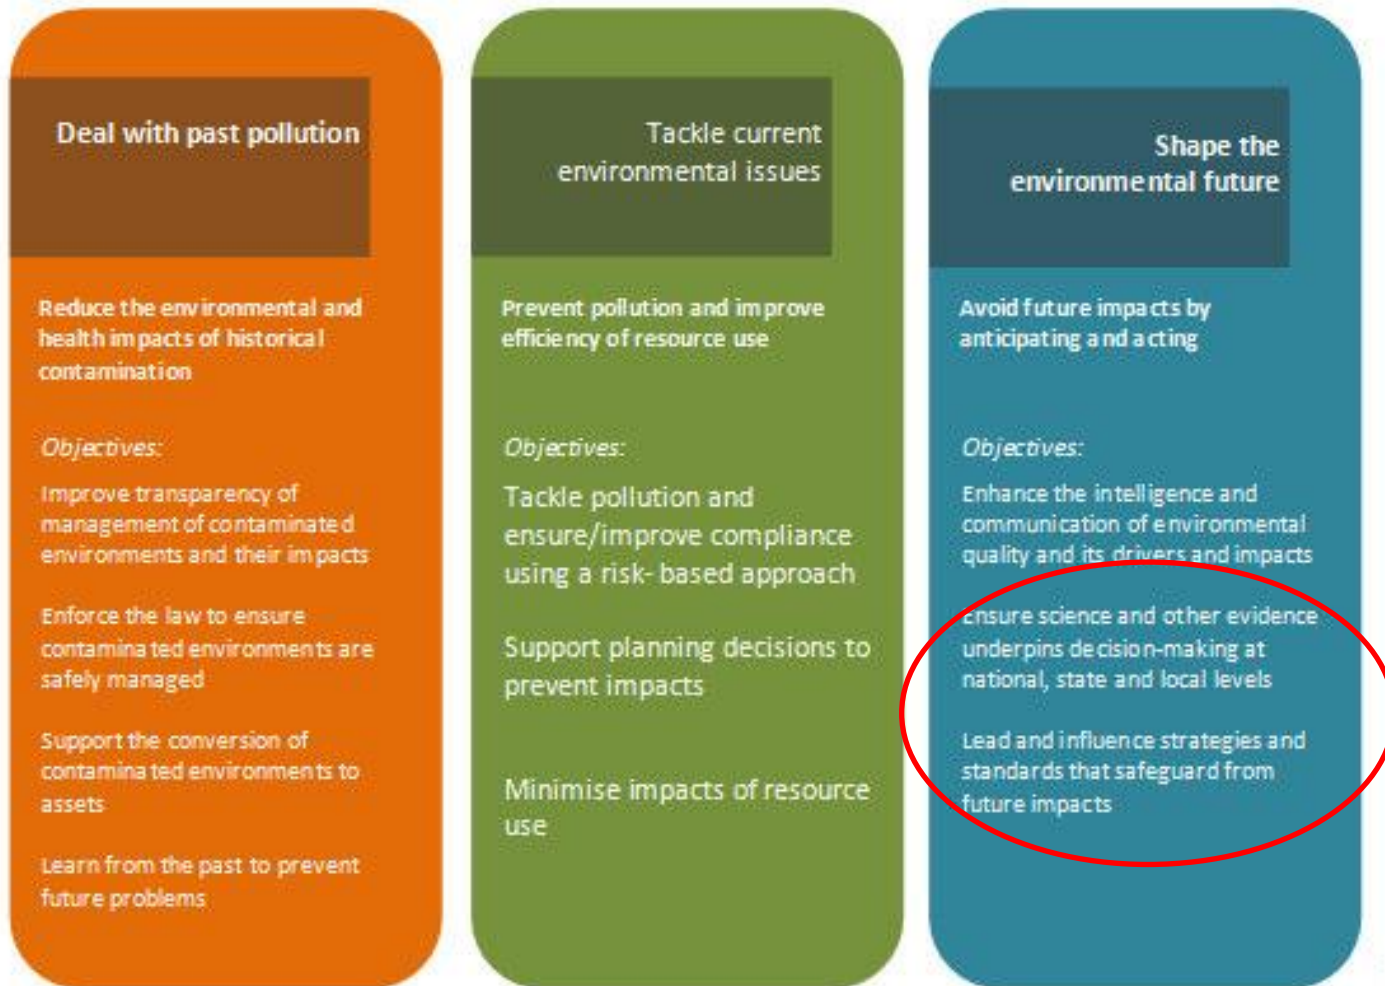 Deal with past pollution
Reduce the environmental and
health impacts of historical
contamination
Objectives:
Improve transparency of
management of contaminated
environments and their impacts
Enforce the law to ensure
contaminated environments are
safely managed
Support the conversion of
contaminated environments to
assets
Learn from the past to prevent
future problems
Tackle current
environmental issues
Prevent pollution and improve
efficiency of resource use
Objectives:
Tackle pollution and
ensure/improve compliance
using a risk- based approach
Support planning decisions to
prevent impacts
Minimise impacts of resource
use
Shape the
environmental future
Avoid future impacts by
anticipating and acting
Objectives:
Enhance the intelligence and
communication of environmental
quality and its drivers and impacts
Ensure science and other evidence
underpins decision-making at
national, state and local levels
Lead and influence strategies and
standards that safeguard from
future impacts